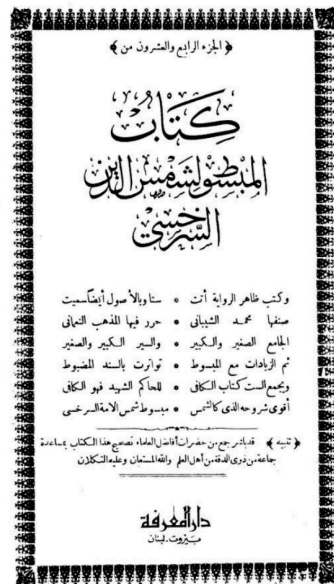 ﴿ الجزء الرابع والعشرون من ﴾
كتاب
المبسوط لشمس الدين
السرخسي
وكتب ظاهر الرواية أتت * ستا وبالأصول أيضا سميت
صنفها محمد الشيباني * حرر فيها المذهب النعماني
الجامع الصغير والكبير * والسير الكبير والصغير
ثم الزيادات مع المبسوط * تواترت بالسند المضبوط
ويجمع الست كتاب الكافي * للحاكم الشهيد فهو الكافي
أقوى شروحه الذي كالشمس * مبسوط شمس الامة السرخسي
﴿ تنبيه ﴾ قد باشر جمع من حضرات أفاضل العلماء تصحيح هذا الكتاب بمساعدة
جماعة من ذوي الدقة من أهل العلم والله المستعان وعليه التكلان
دار المعرفة
بيروت. لبنان